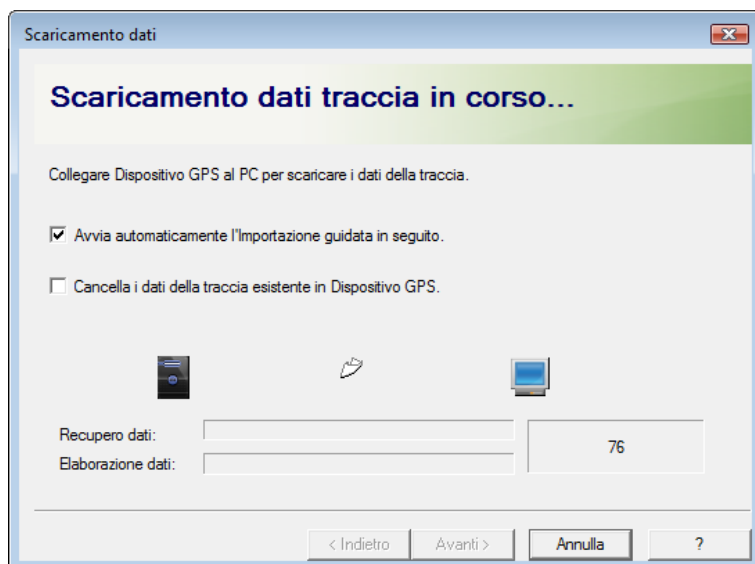 Scaricamento dati
Scaricamento dati traccia in corso...
Collegare Dispositivo GPS al PC per scaricare i dati della traccia.
Avvia automaticamente l'Importazione guidata in seguito.
Cancella i dati della traccia esistente in Dispositivo GPS.
Recupero dati:
76
Elaborazione dati:
< Indietro
Avanti >
Annulla
?